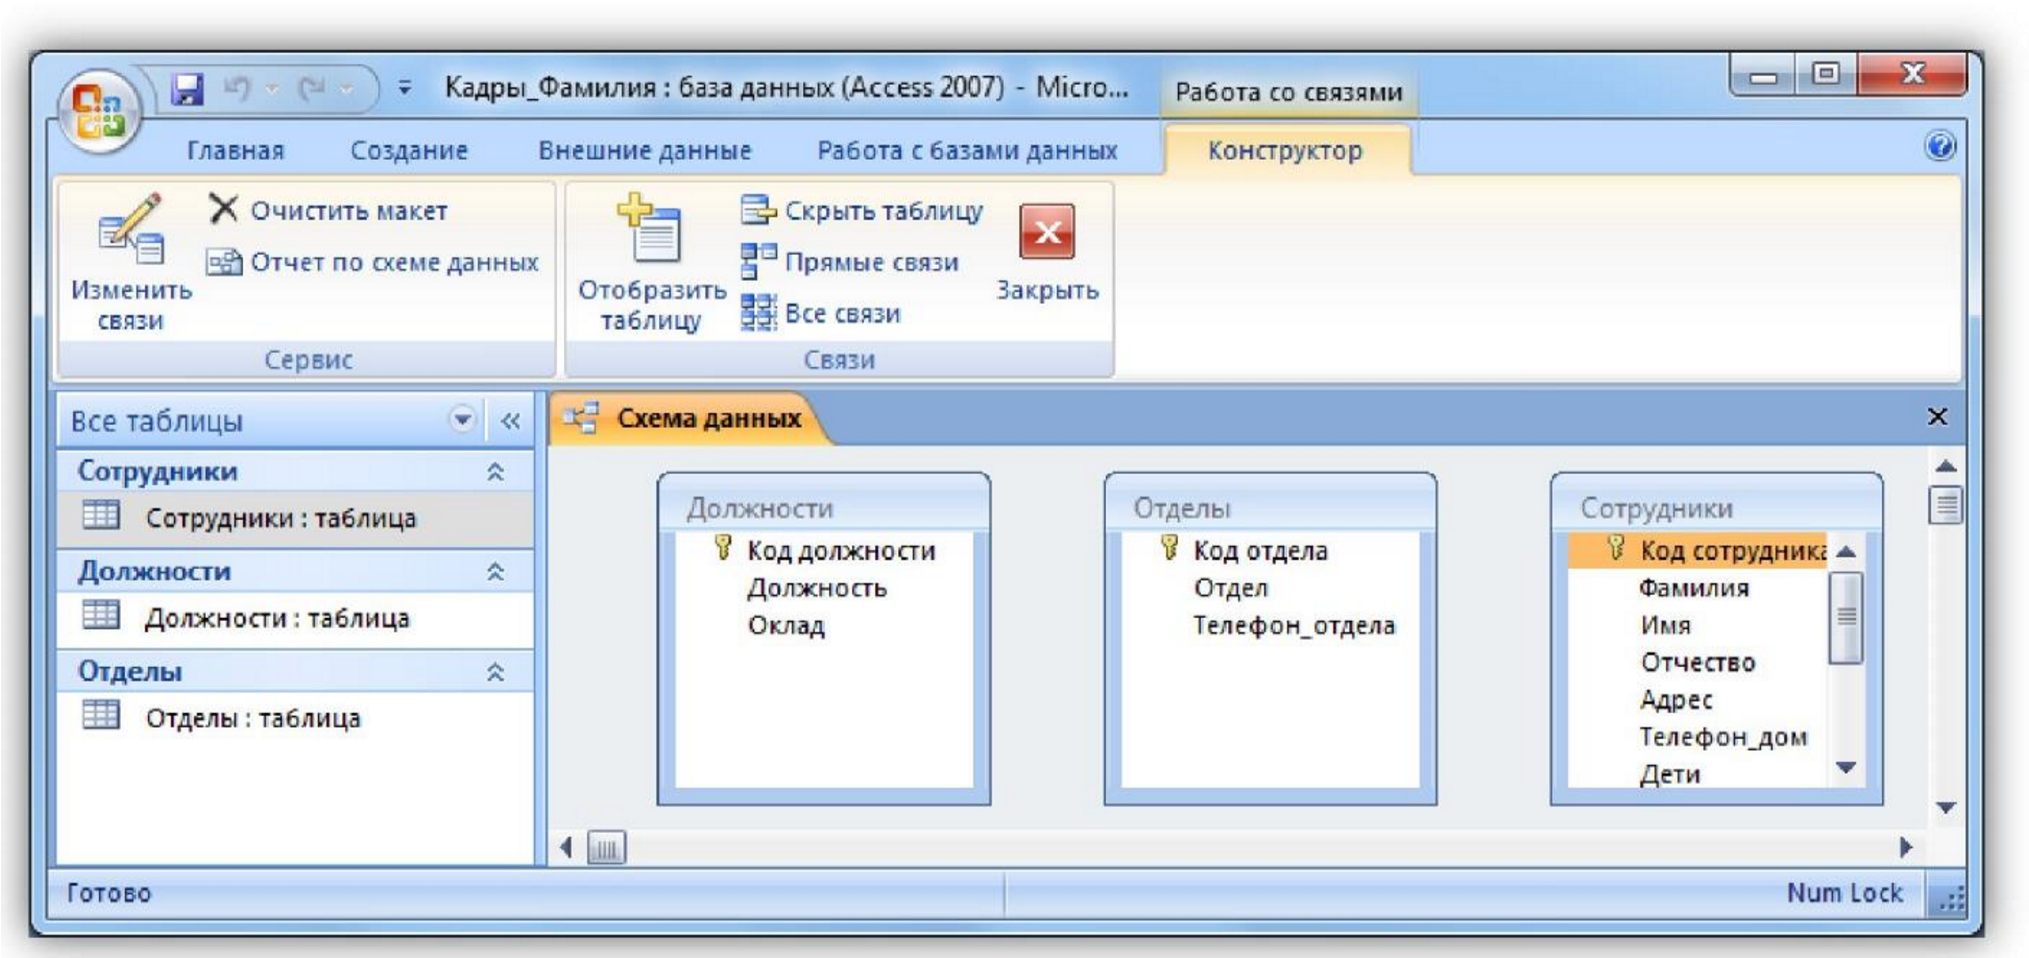 Кадры_Фамилия : база данных (Access 2007) - Micro...
Работа со связями
Главная
Создание
Внешние данные
Работа с базами данных
Конструктор
Изменить
связи
Очистить макет
Отчет по схеме данных
Сервис
Отобразить
таблицу
Скрыть таблицу
Прямые связи
Все связи
Закрыть
Связи
Все таблицы
Сотрудники
Сотрудники : таблица
Должности
Должности : таблица
Отделы
Отделы : таблица
Схема данных
Должности
Код должности
Должность
Оклад
Отделы
Код отдела
Отдел
Телефон_отдела
Сотрудники
Код сотрудника
Фамилия
Имя
Отчество
Адрес
Телефон_дом
Дети
Готово
Num Lock